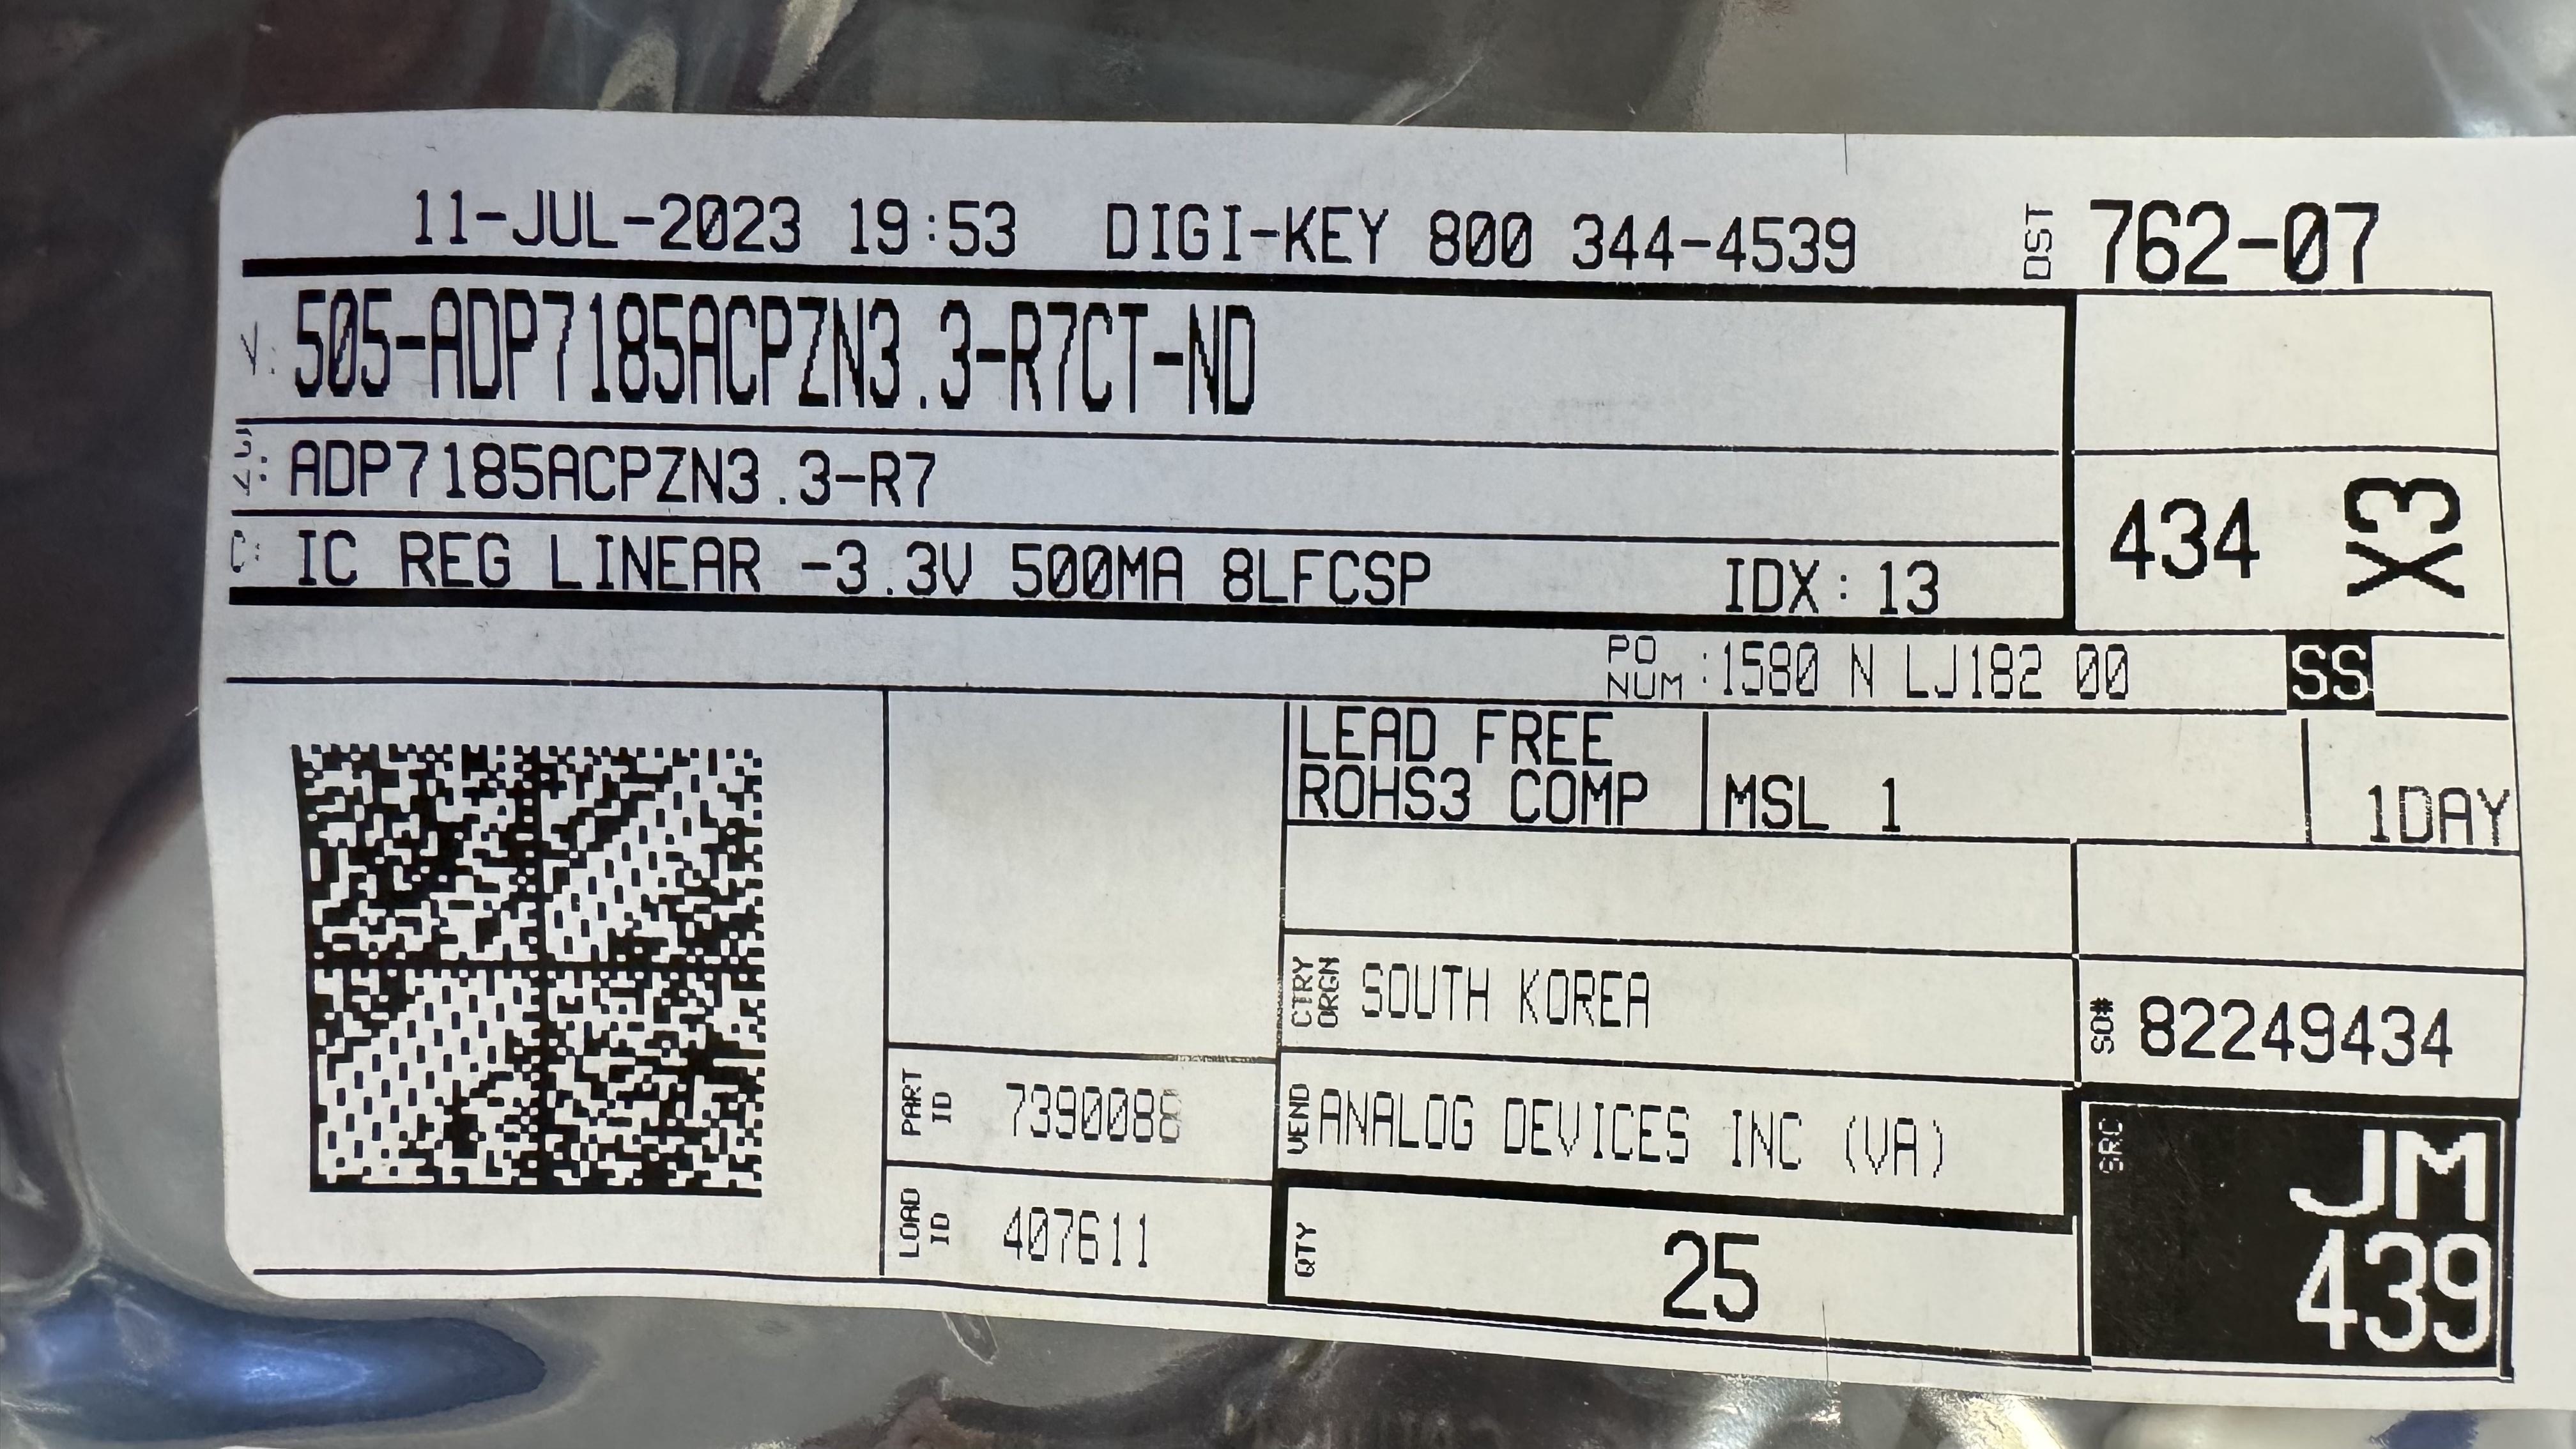 11-JUL-2023 19:53 DIGI-KEY 800 344-4539
DST 762-07
505-ADP7185ACPZN3.3-R7CT-ND
ADP7185ACPZN3.3-R7
C: IC REG LINEAR -3.3V 500MA 8LFCSP IDX: 13
434 X3
PO NUM :1580 N LJ182 00 SS
LEAD FREE
ROHS3 COMP
MSL 1
1DAY
CTRY ORGN SOUTH KOREA
SO# 82249434
PART ID 7390088
VEND ANALOG DEVICES INC (VA)
LOAD ID 407611
QTY 25
SRC JM
439